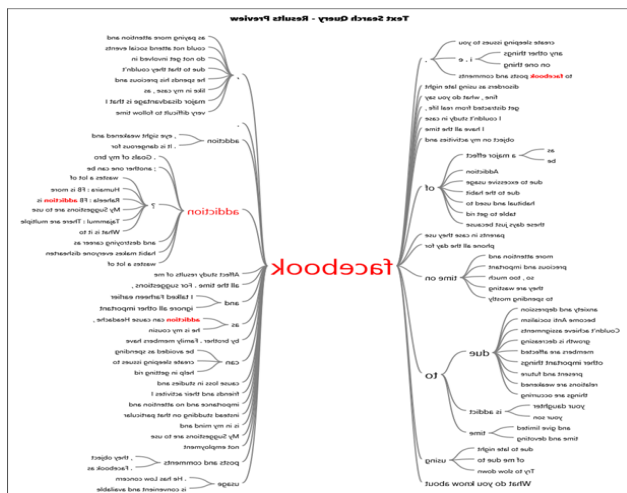 Text Search Query - Results Preview
create sleeping issues to you
any other things
on one thing
i . e .
.
to facebook posts and comments
disorders as using late night
fine , what do you say
get distracted from real life ,
I couldn't study in case
I have all the time
object on my activities and
as
be
a major effect
Addiction
due to excessive usage
due to the habit
habitual and used to
table to get rid
these days just because
of
parents in case they use
phone all the day for
more attention and
precious and important
so , too much
they are wasting
to spending mostly
time on
anxiety and depression
become Anti socialism
Couldn't achieve assignments
growth is decreasing
members are affected
other important things
present and future
relations are weakened
things are occurring
due
your daughter
your son
is addict
and give limited
time and devoting
time
to
due to late night
of me due to
Try to slow down
using
What do you know about
facebook
.
as paying more attention and
could not attend social events
do not get involved in
due to that they couldn't
he spends his precious and
like in my case , as
major disadvantage is that I
very difficult to follow time
.
addiction
, eye sight weakened and
. It is dangerous for
addiction
. Goals of my bro
; another one can be
?
wastes a lot of
Humaira : FB is more
Raheela : FB addiction is
My Suggestions are to use
Tajammul : There are multiple
What is it to
and destroying as career as
habit makes everyone dishearten
wastes a lot of
Affect study results of me
all the time . For suggestions ,
and
I talked Farheen earlier
ignore all other important
as
addiction can cause Headache ,
he is my cousin
by brother . Family members have
can
be avoided as spending
create sleeping issues to
help in getting rid
cause loss in studies and
friends and their activities I
importance and no attention and
instead studding on that particular
is in my mind and
My Suggestions are to use
not employment
posts and comments
, they object
. Facebook as
usage
. Her has Low concern
is convenient and available